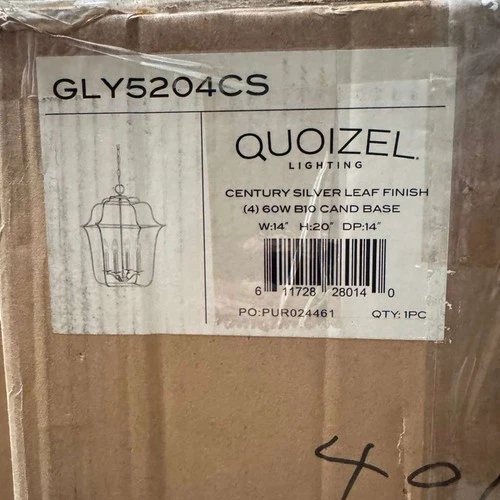 GLY5204CS
QUOIZEL
LIGHTING
CENTURY SILVER LEAF FINISH
(4) 60W B10 CAND BASE
W:14" H:20" DP:14"
6 11728 28014 0
PO:PUR024461 QTY: 1PC
40